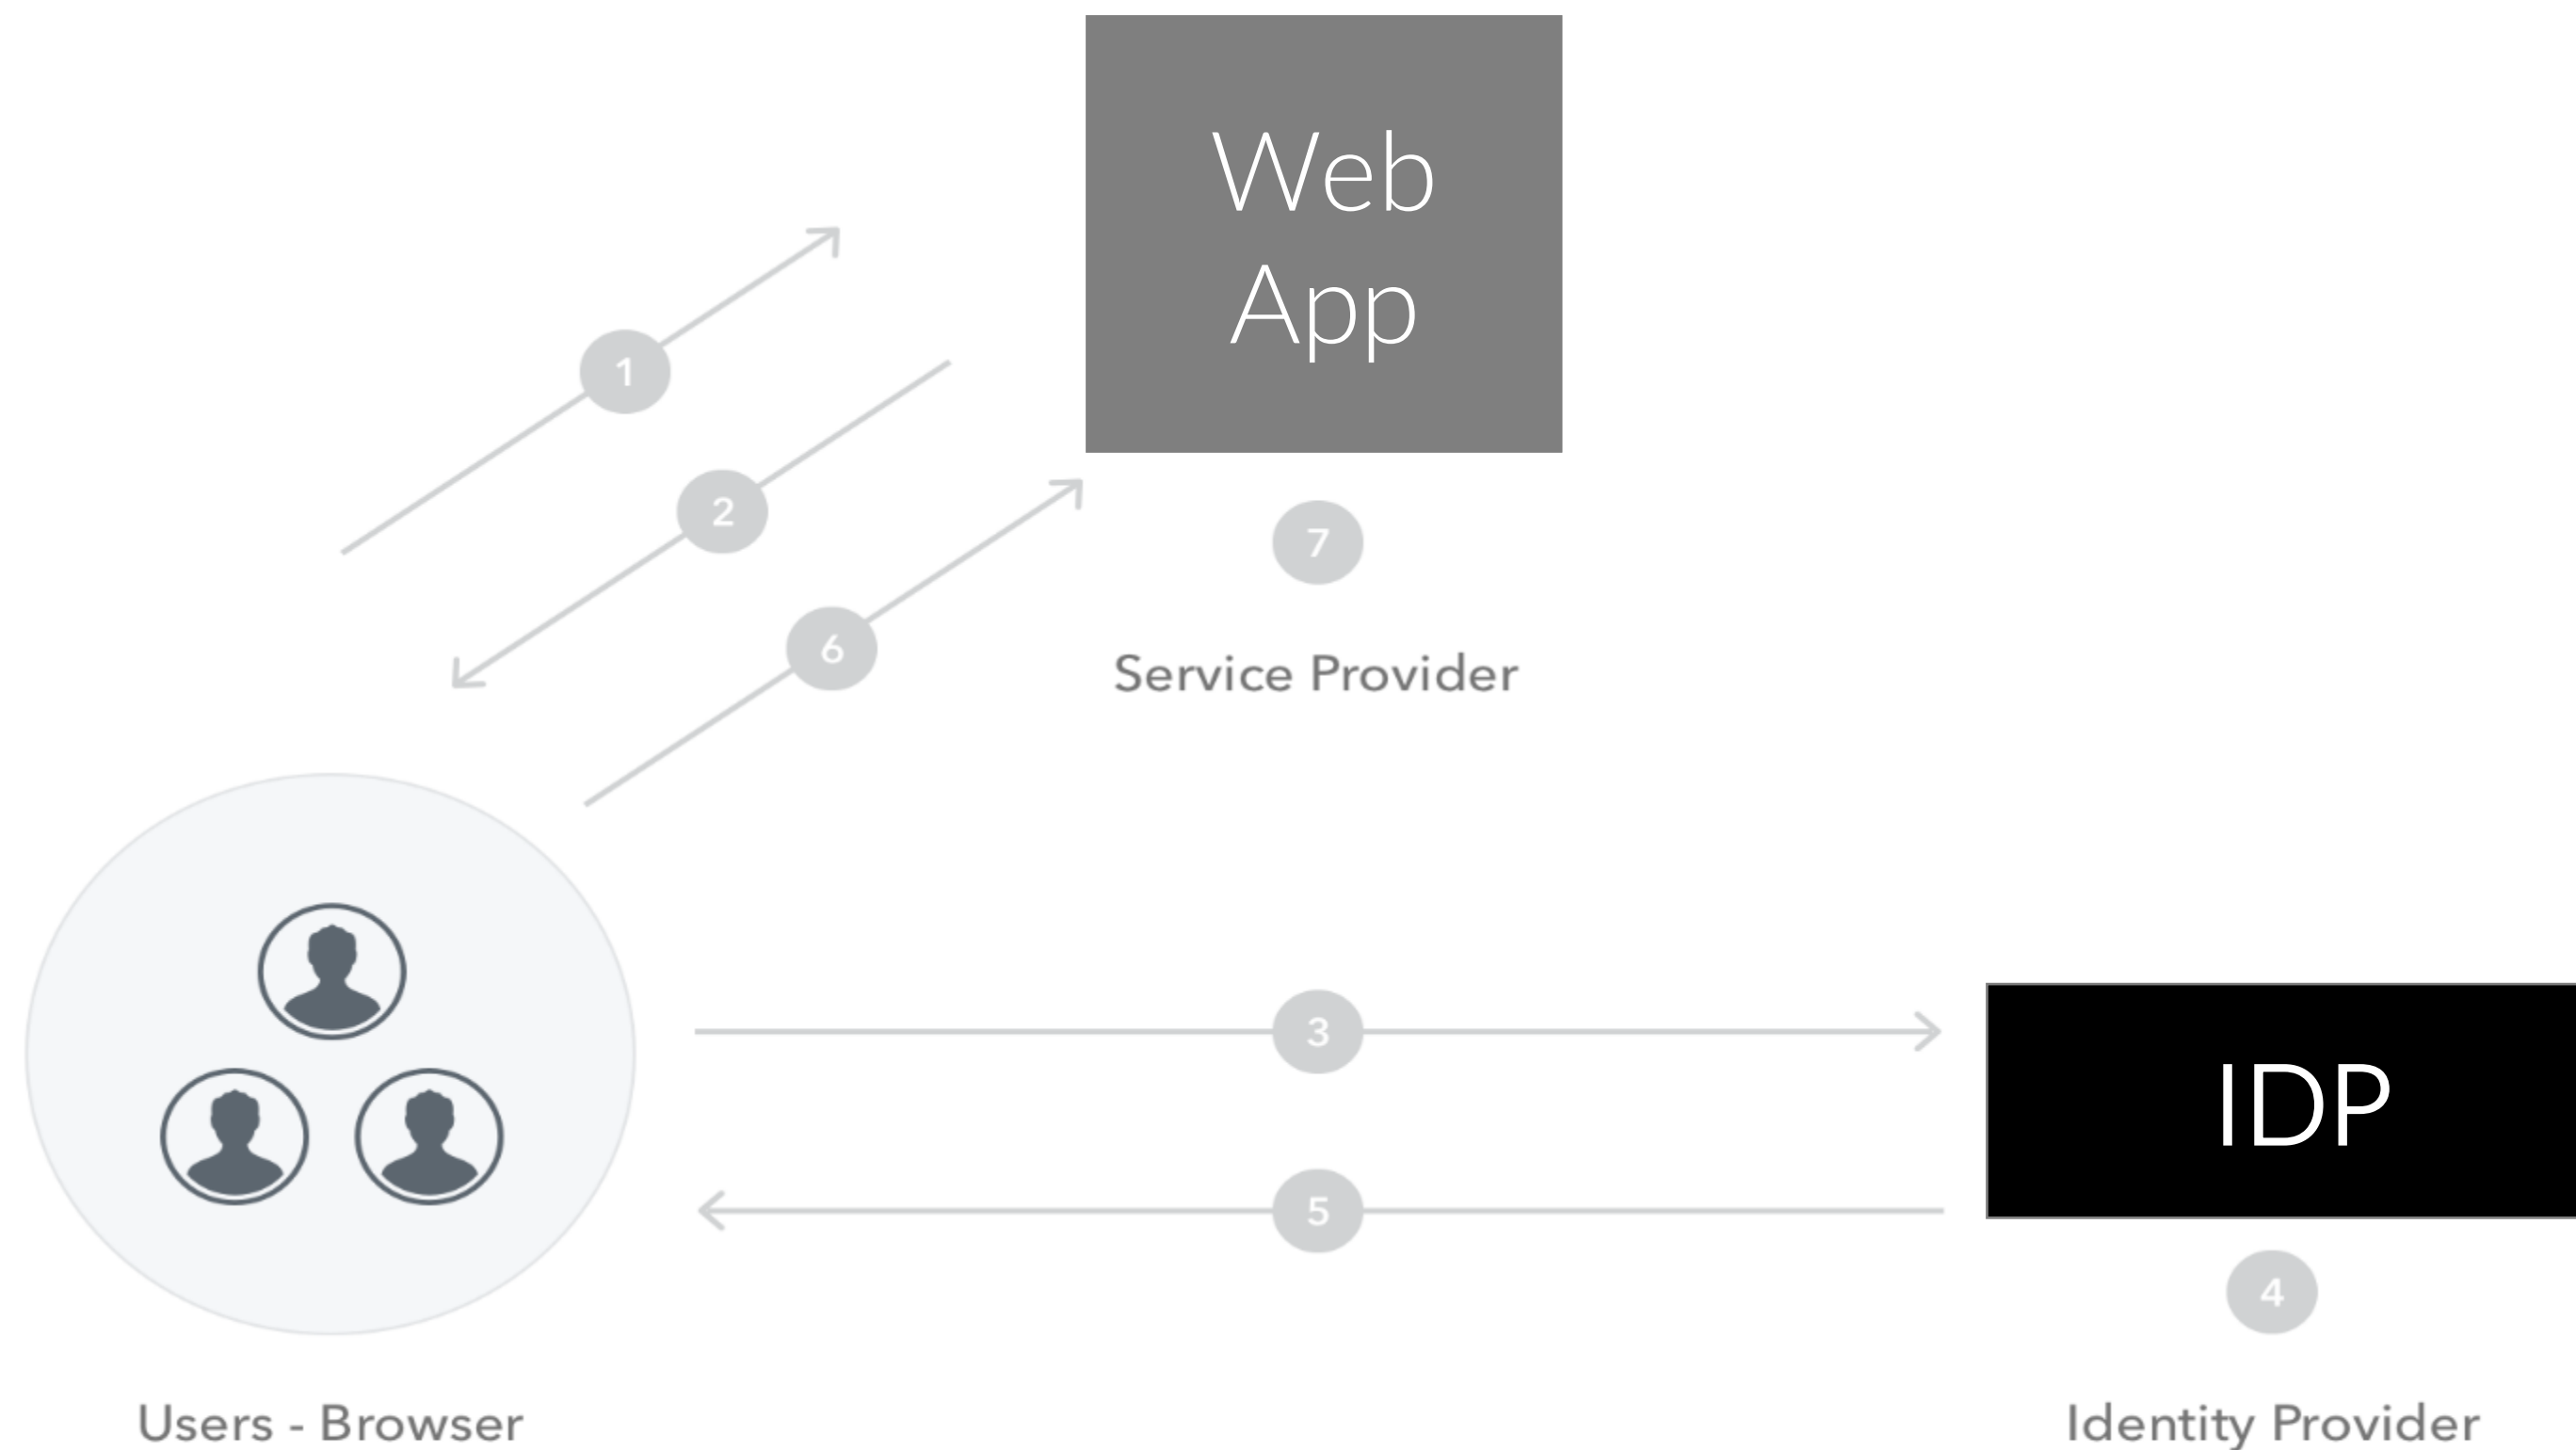 Web
App
1
2
7
6
Service Provider
3
IDP
5
4
Users - Browser
Identity Provider